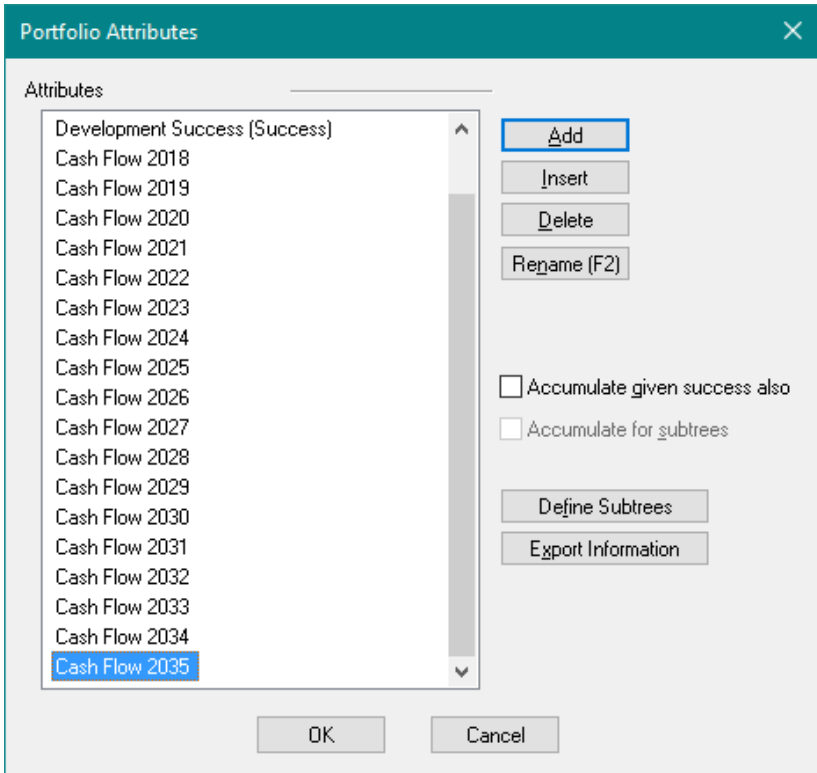 Portfolio Attributes
Attributes
Development Success (Success)
Cash Flow 2018
Cash Flow 2019
Cash Flow 2020
Cash Flow 2021
Cash Flow 2022
Cash Flow 2023
Cash Flow 2024
Cash Flow 2025
Cash Flow 2026
Cash Flow 2027
Cash Flow 2028
Cash Flow 2029
Cash Flow 2030
Cash Flow 2031
Cash Flow 2032
Cash Flow 2033
Cash Flow 2034
Cash Flow 2035
Add
Insert
Delete
Rename (F2)
Accumulate given success also
Accumulate for subtrees
Define Subtrees
Export Information
OK
Cancel